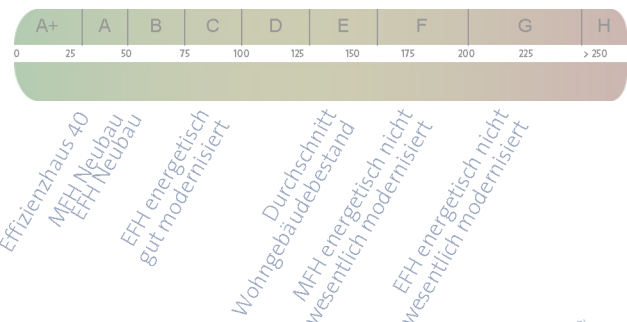 A+ A B C D E F G H
0 25 50 75 100 125 150 175 200 225 > 250
Effizienzhaus 40
MFH Neubau
EFH Neubau
EFH energetisch
gut modernisiert
Durchschnitt
Wohngebäudebestand
MFH energetisch nicht
wesentlich modernisiert
EFH energetisch nicht
wesentlich modernisiert